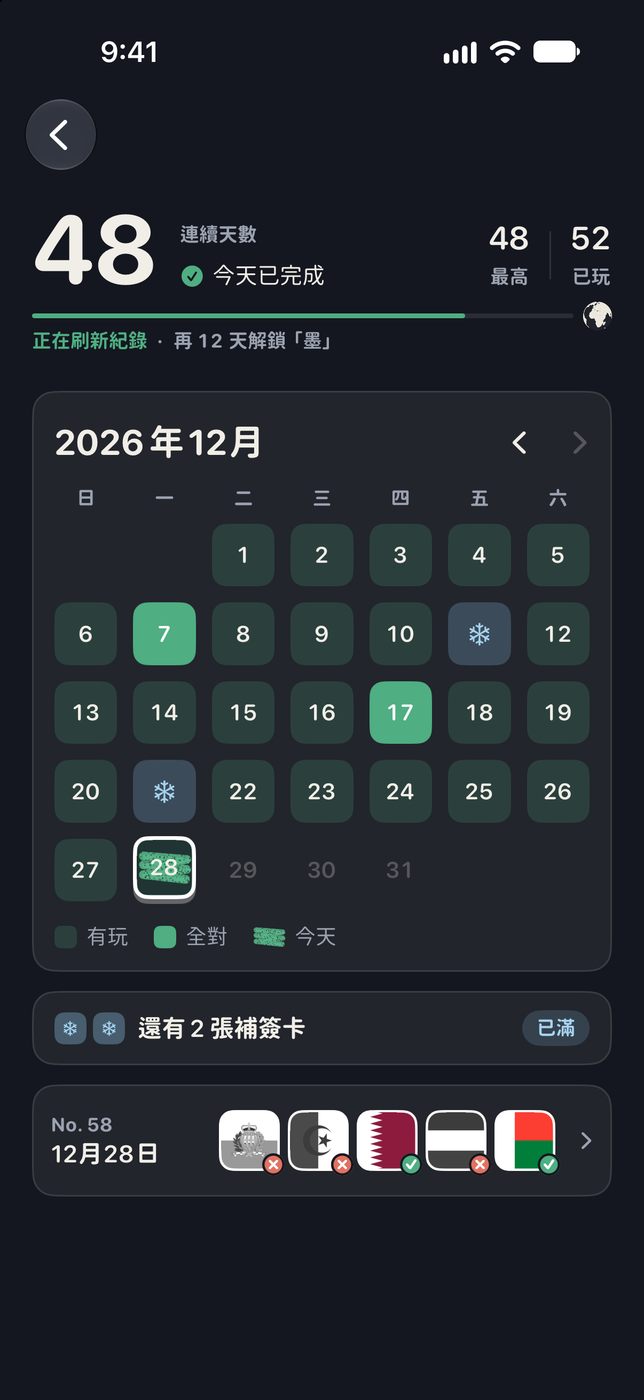 9:41
48
連續天數
今天已完成
48
最高
52
已玩
正在刷新紀錄 · 再 12 天解鎖「墨」
2026 年 12月
日 一 二 三 四 五 六
1 2 3 4 5
6 7 8 9 10 12
13 14 15 16 17 18 19
20 22 23 24 25 26
27 28 29 30 31
有玩 全對 今天
還有 2 張補簽卡
已滿
No. 58
12月28日